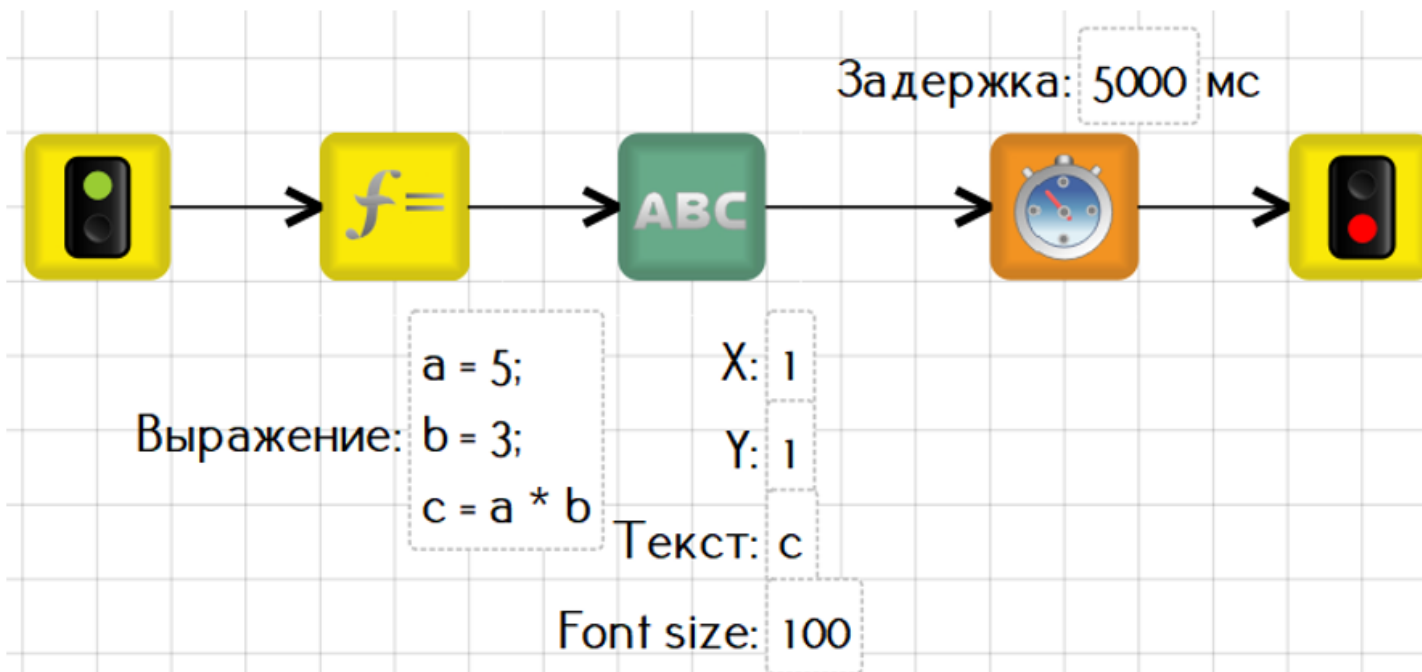 Задержка: 5000 мс
f=
ABC
Выражение: a = 5;
b = 3;
c = a * b
X: 1
Y: 1
Текст: c
Font size: 100